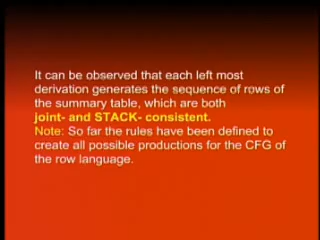 It can be observed that each left most
derivation generates the sequence of rows of
the summary table, which are both
joint- and STACK- consistent.
Note: So far the rules have been defined to
create all possible productions for the CFG of
the row language.